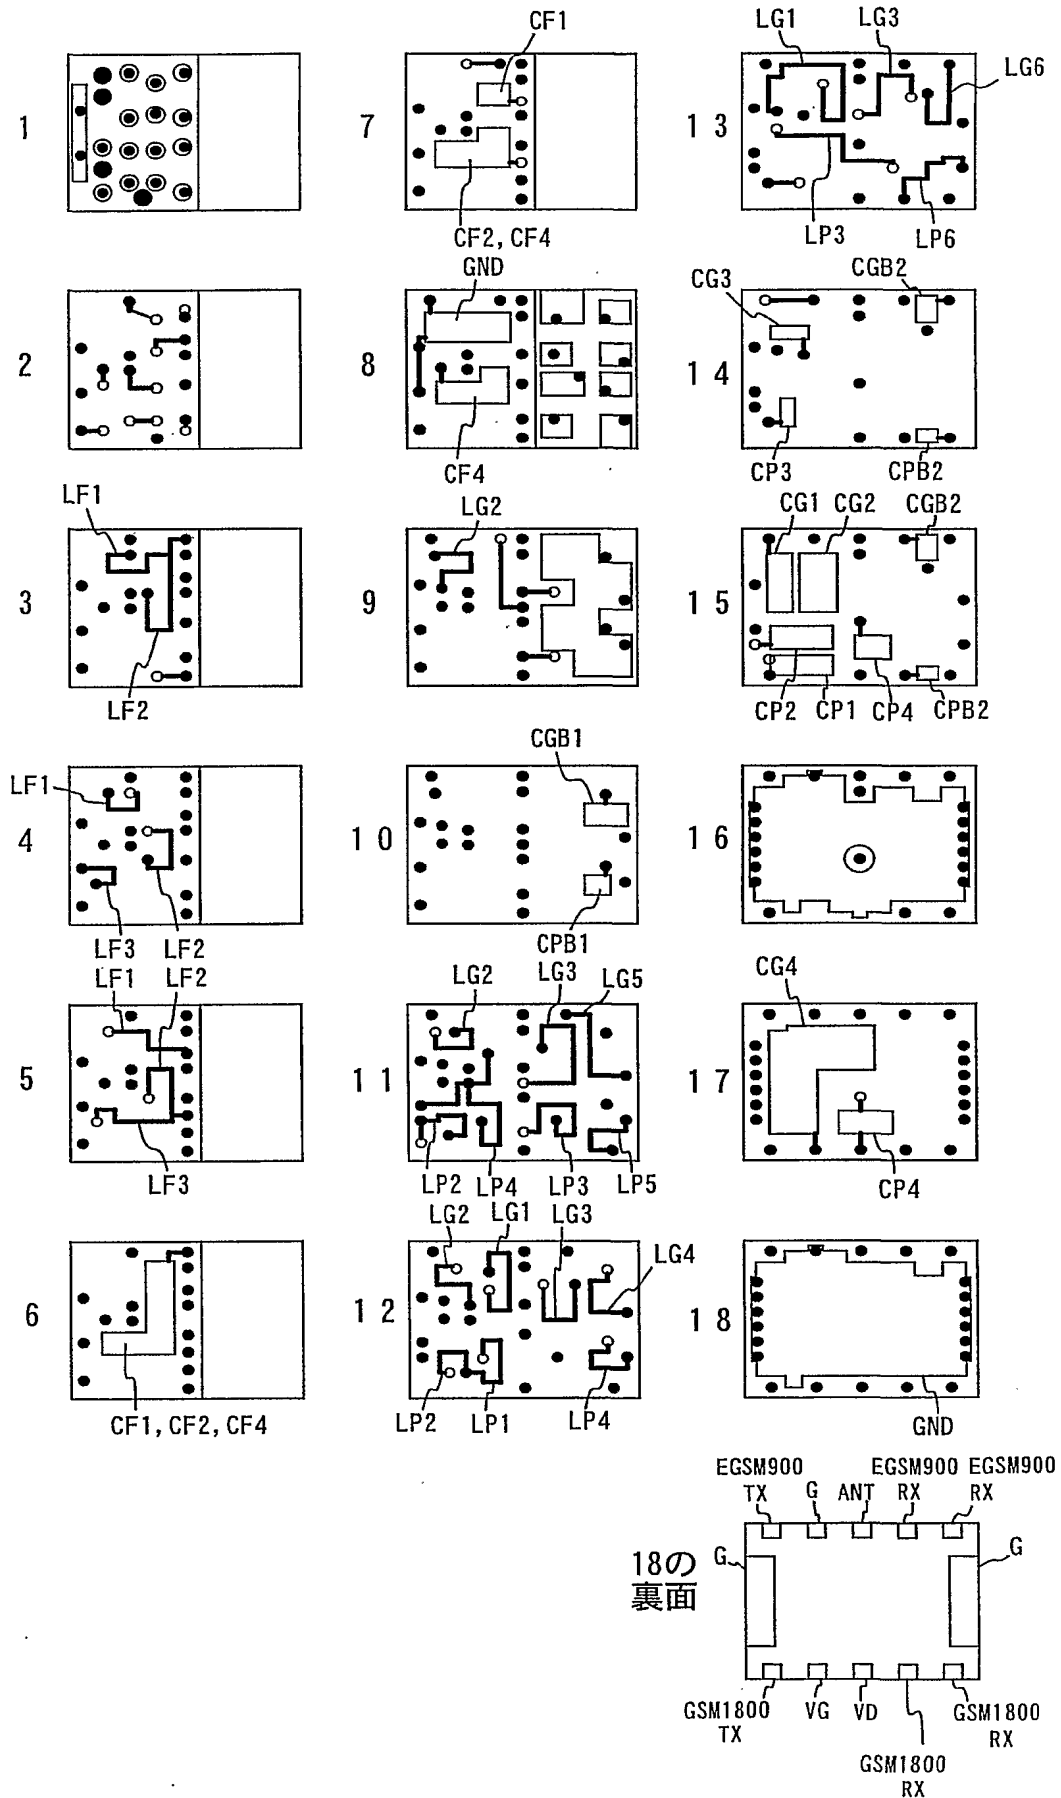 1
2
LF1
3
LF2
LF1
4
LF3 LF2
LF1 LF2
5
LF3
6
CF1, CF2, CF4
CF1
7
CF2, CF4
GND
8
CF4
LG2
9
CGB1
10
CPB1
LG2 LG3 LG5
11
LP2 LP4 LP3 LP5
LG2 LG1 LG3
LG4
12
LP2 LP1 LP4
LG1 LG3
LG6
13
LP3 LP6
CG3 CGB2
14
CP3 CPB2
CG1 CG2 CGB2
15
CP2 CP1 CP4 CPB2
16
CG4
17
CP4
18
GND
EGSM900
TX
G
ANT
EGSM900
RX
EGSM900
RX
18の
裏面
G
G
GSM1800
TX
VG
VD
GSM1800
RX
GSM1800
RX